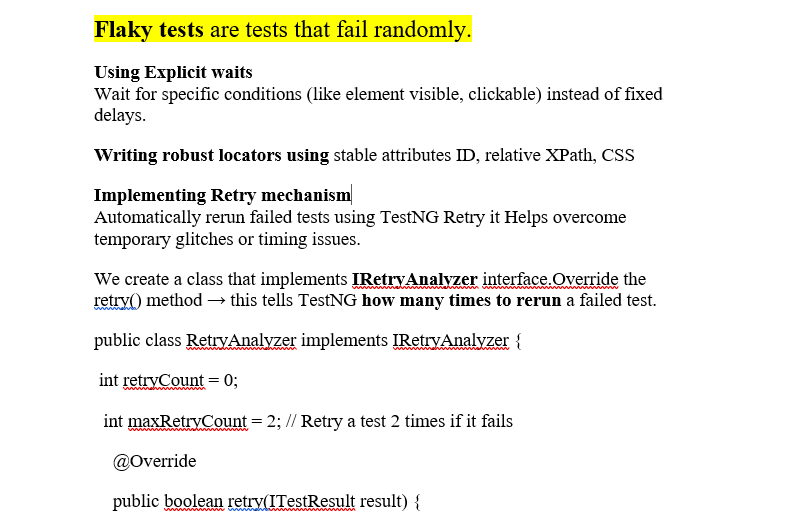 Flaky tests are tests that fail randomly.
Using Explicit waits
Wait for specific conditions (like element visible, clickable) instead of fixed
delays.
Writing robust locators using stable attributes ID, relative XPath, CSS
Implementing Retry mechanism
Automatically rerun failed tests using TestNG Retry it Helps overcome
temporary glitches or timing issues.
We create a class that implements IRetryAnalyzer interface.Override the
retry() method → this tells TestNG how many times to rerun a failed test.
public class RetryAnalyzer implements IRetryAnalyzer {
int retryCount = 0;
int maxRetryCount = 2; // Retry a test 2 times if it fails
@Override
public boolean retry(ITestResult result) {